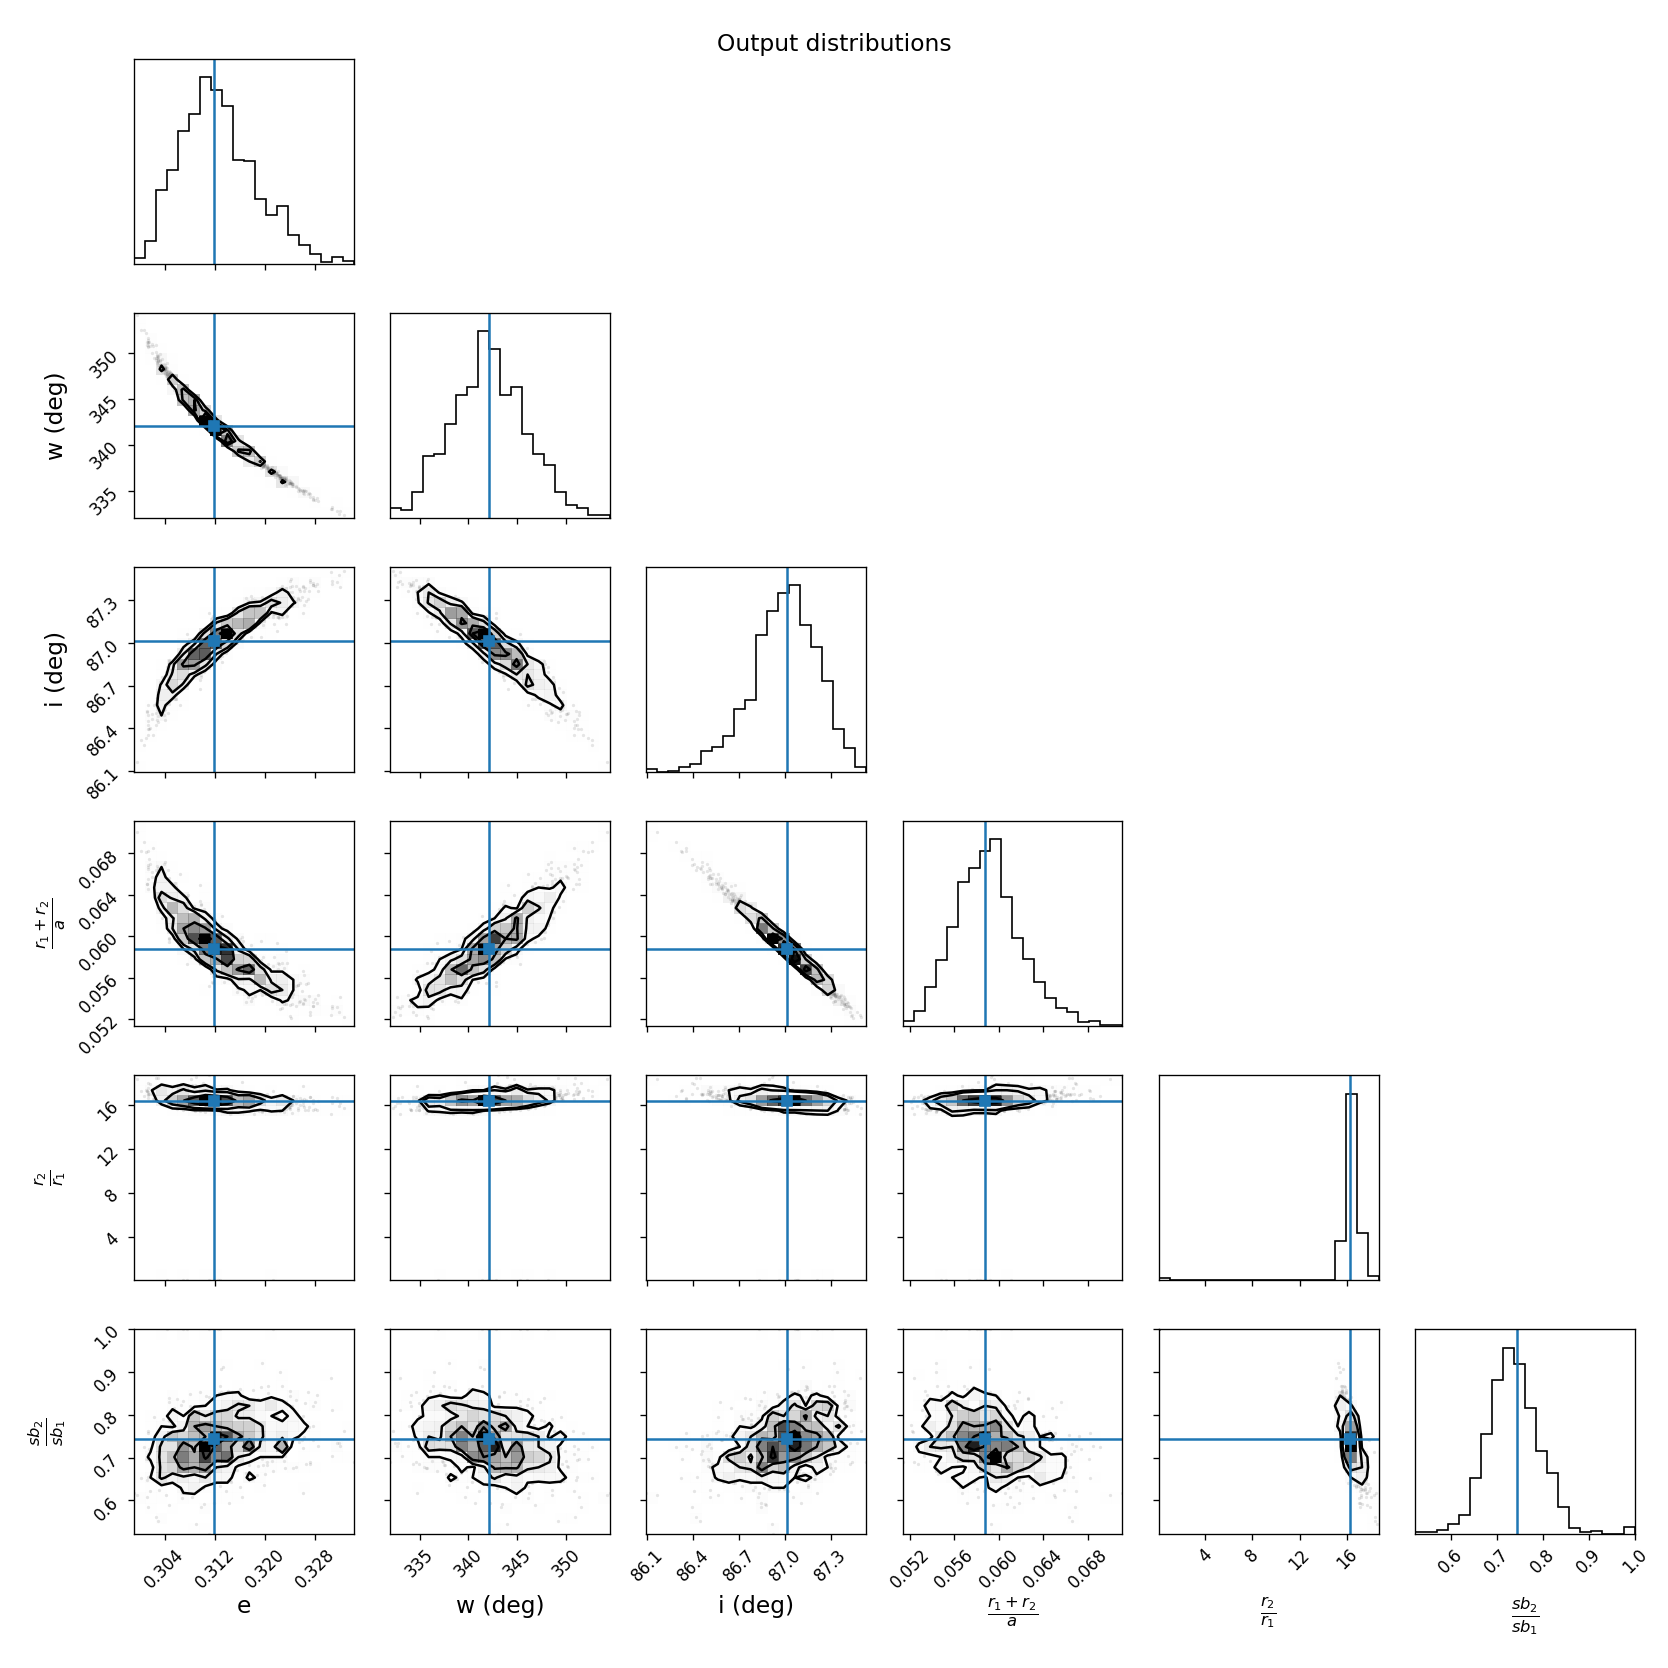 Output distributions
350
345
340
335
w (deg)
87.3
87.0
86.7
86.4
86.1
i (deg)
0.068
0.064
0.060
0.056
0.052
r₁ + r₂
a
16
12
8
4
r₂
r₁
1.0
0.9
0.8
0.7
0.6
sb₂
sb₁
0.304 0.312 0.320 0.328 335 340 345 350 86.1 86.4 86.7 87.0 87.3 0.052 0.056 0.060 0.064 0.068 4 8 12 16 0.6 0.7 0.8 0.9 1.0
e w (deg) i (deg) r₁ + r₂ r₂ sb₂
a r₁ sb₁